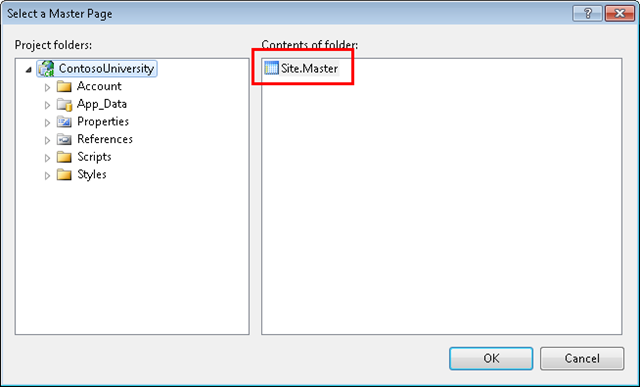 Select a Master Page
Project folders:
Contents of folder:
ContosoUniversity
Site.Master
Account
App_Data
Properties
References
Scripts
Styles
OK
Cancel